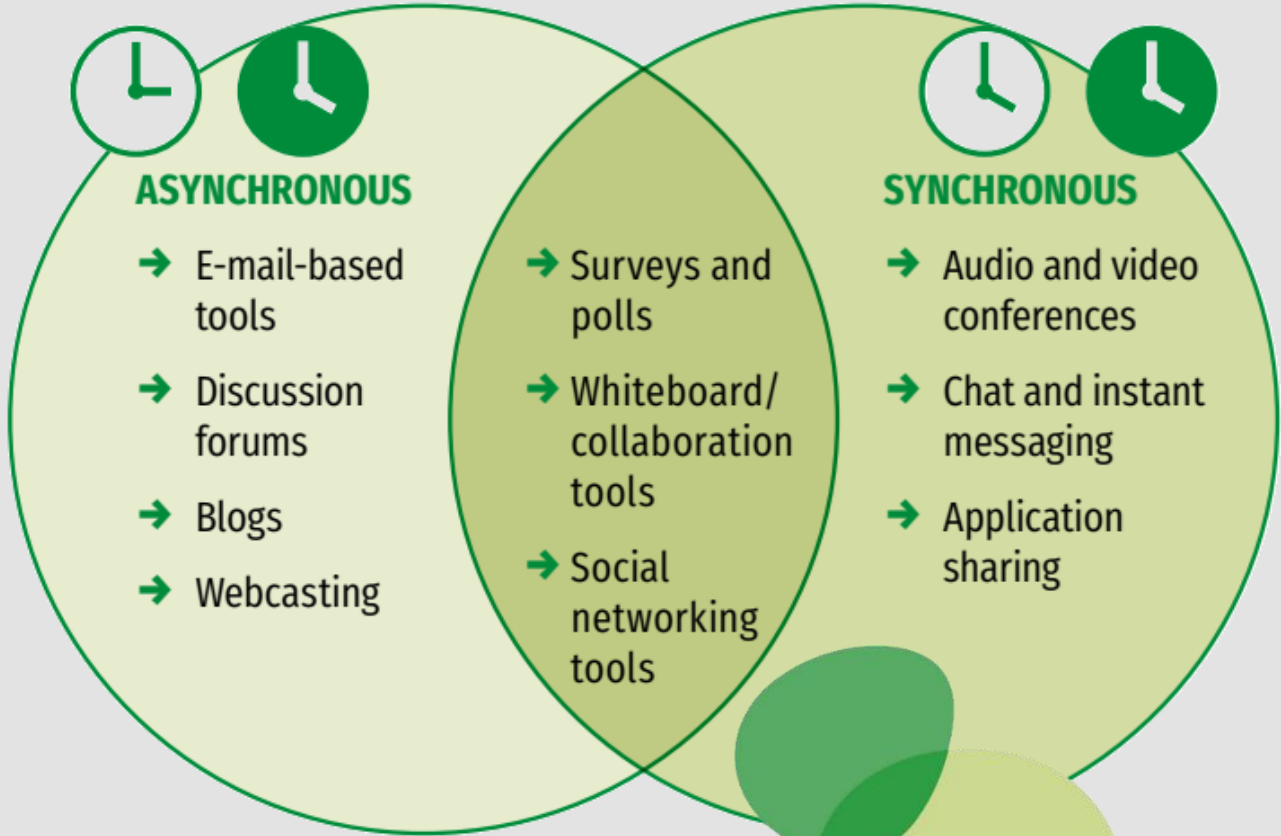 ASYNCHRONOUS
E-mail-based
tools
Discussion
forums
Blogs
Webcasting
Surveys and
polls
Whiteboard/
collaboration
tools
Social
networking
tools
SYNCHRONOUS
Audio and video
conferences
Chat and instant
messaging
Application
sharing